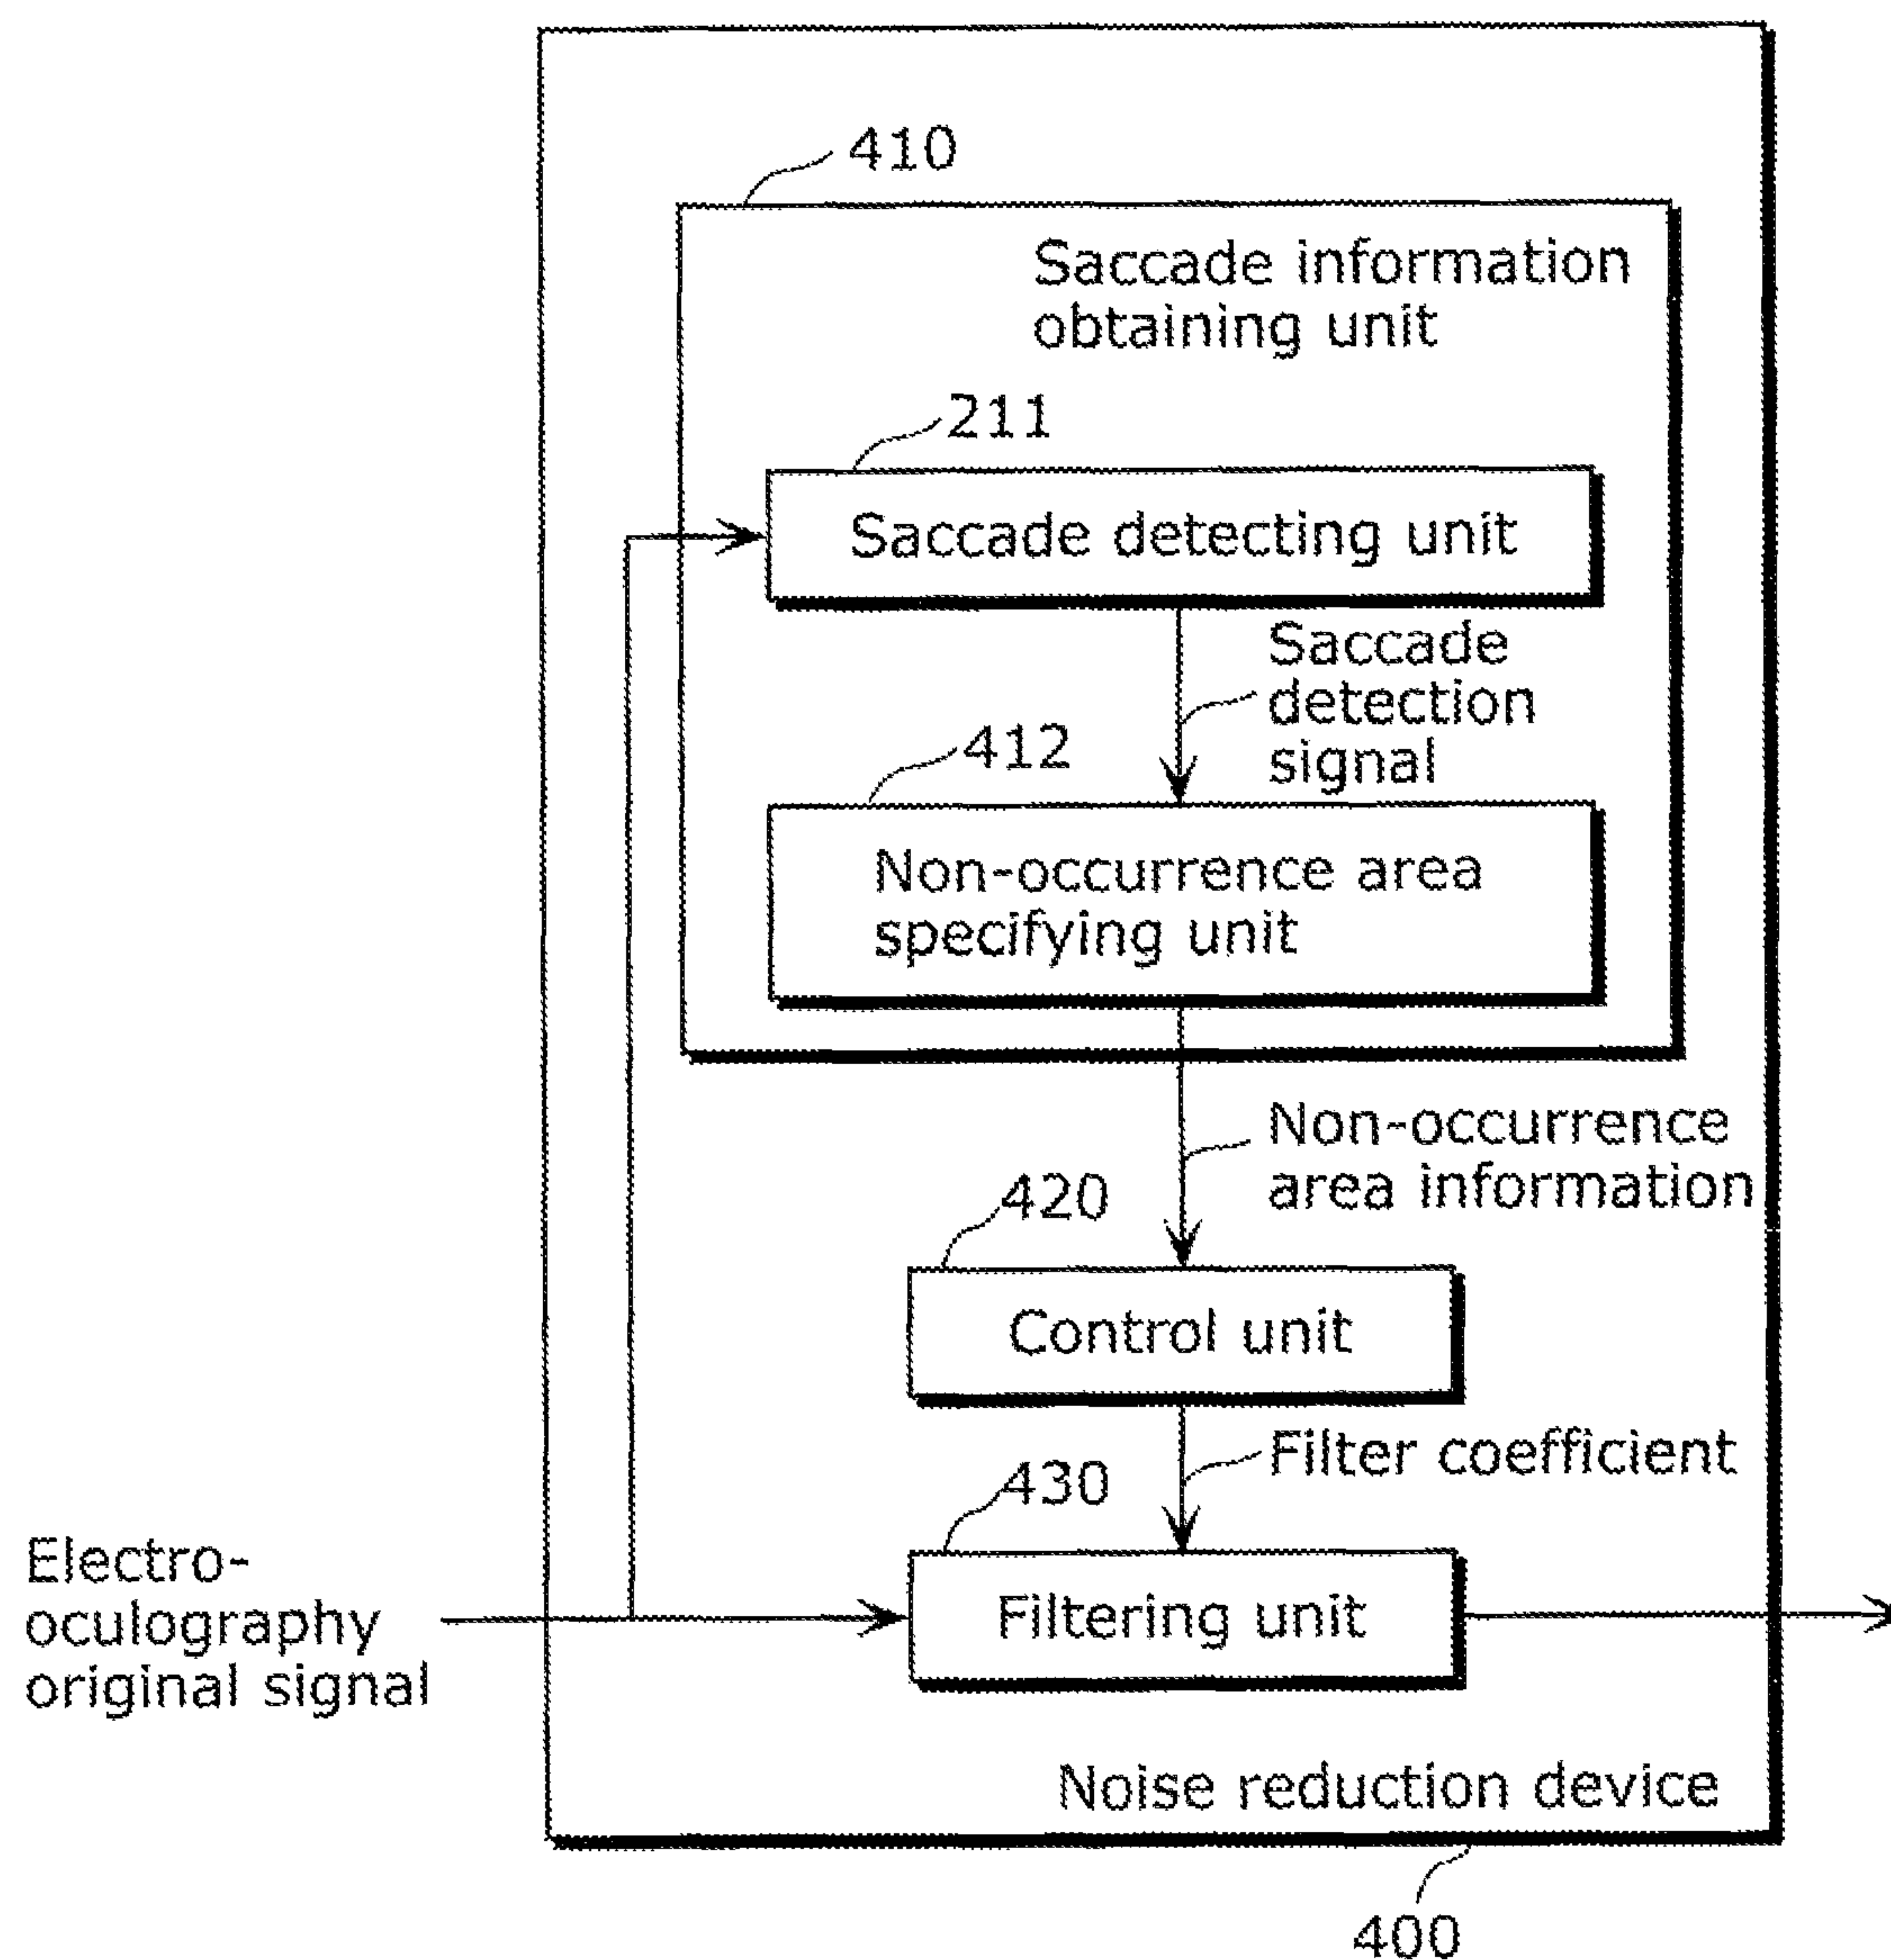 410
Saccade information
obtaining unit
211
Saccade detecting unit
Saccade
detection
signal
412
Non-occurrence area
specifying unit
Non-occurrence
area information
420
Control unit
Filter coefficient
430
Electro-
oculography
original signal
Filtering unit
Noise reduction device
400